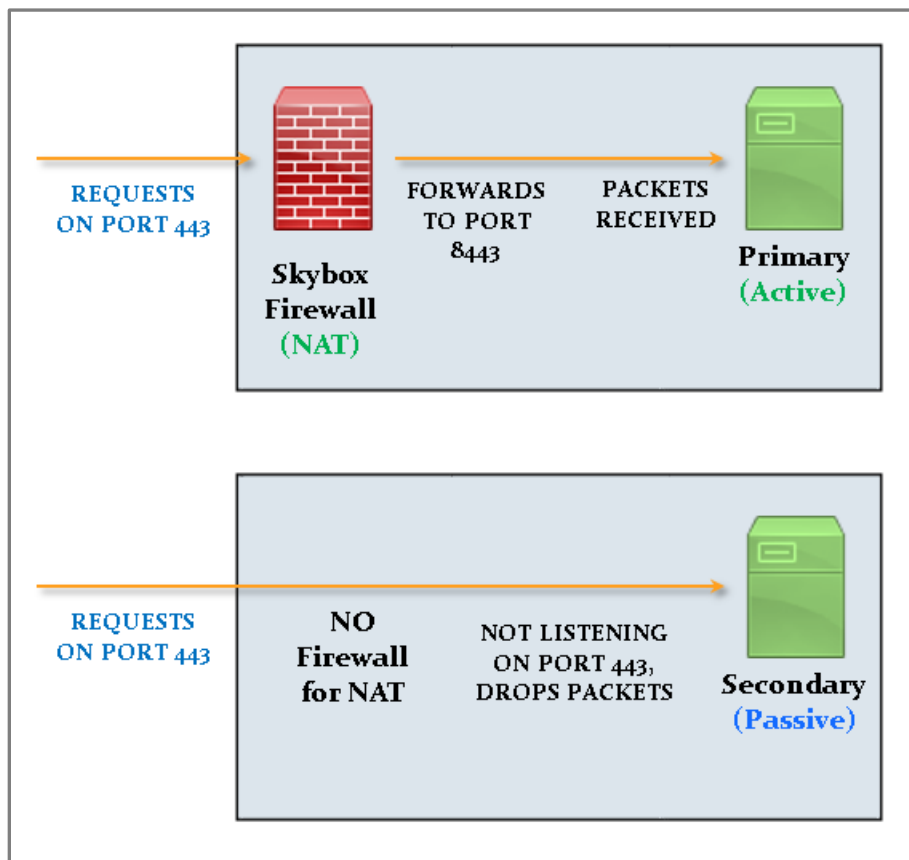 REQUESTS
ON PORT 443
Skybox
Firewall
(NAT)
FORWARDS
TO PORT
8443
PACKETS
RECEIVED
Primary
(Active)
REQUESTS
ON PORT 443
NO
Firewall
for NAT
NOT LISTENING
ON PORT 443,
DROPS PACKETS
Secondary
(Passive)